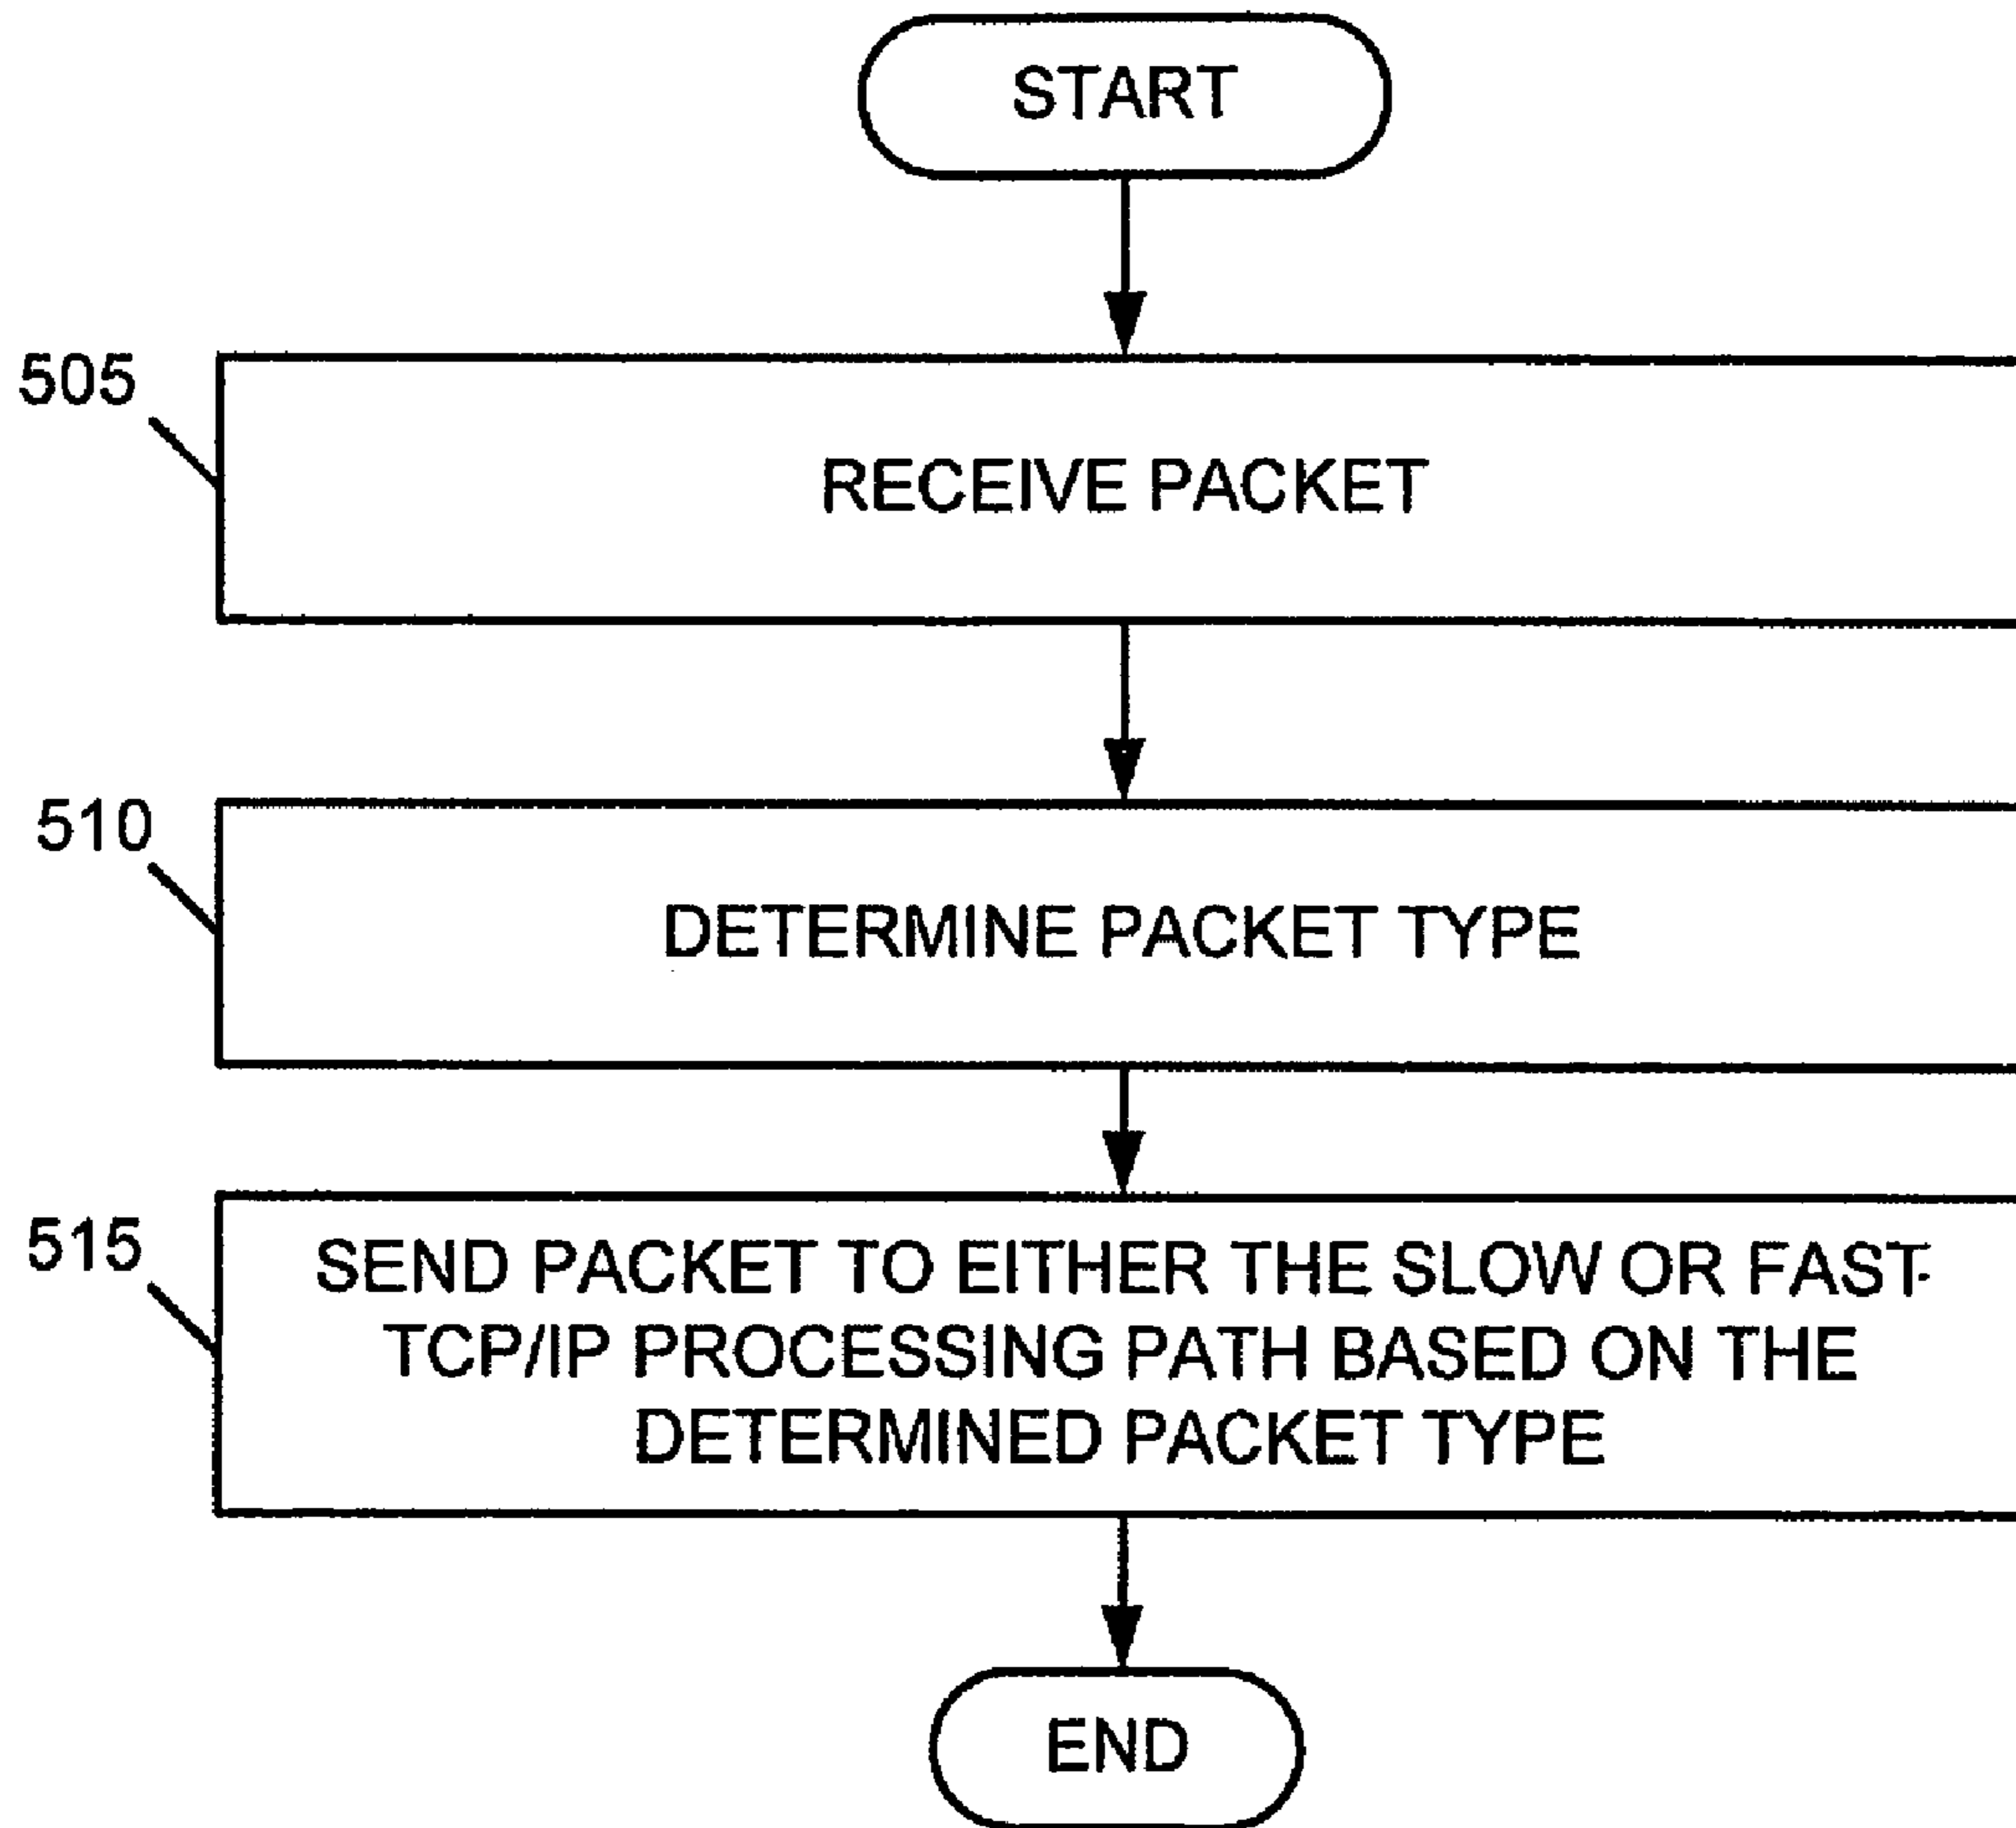 START
505
RECEIVE PACKET
510
DETERMINE PACKET TYPE
515
SEND PACKET TO EITHER THE SLOW OR FAST
TCP/IP PROCESSING PATH BASED ON THE
DETERMINED PACKET TYPE
END